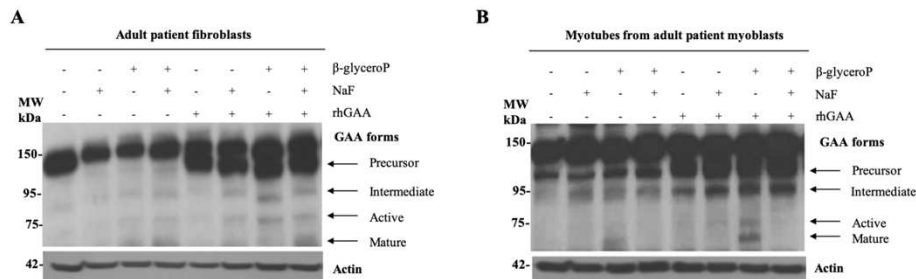 A
Adult patient fibroblasts
- - + + - - + + β-glyceroP
- + - + - + - + NaF
- - - - + + + + rhGAA
MW
kDa
GAA forms
150-
Precursor
95-
Intermediate
75-
Active
Mature
42-
Actin
B
Myotubes from adult patient myoblasts
- - + + - - + + β-glyceroP
- + - + - + - + NaF
- - - - + + + + rhGAA
MW
kDa
GAA forms
150-
Precursor
95-
Intermediate
75-
Active
Mature
42-
Actin